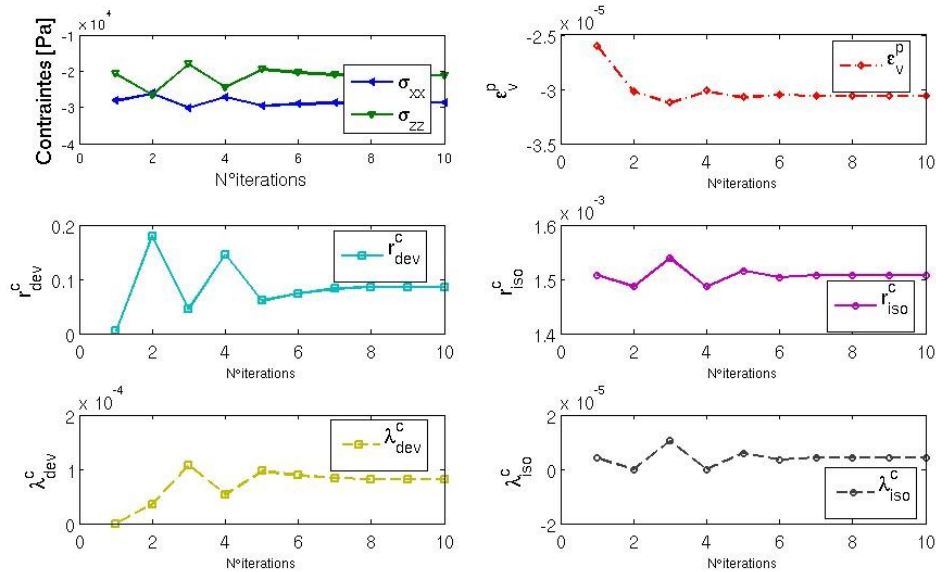 x 10^4
Contraintes [Pa]
-1
-2
-3
-4
0 2 4 6 8 10
N°iterations
σ_xx
σ_zz
x 10^-5
ε_v^p
-2.5
-3
-3.5
0 2 4 6 8 10
N°iterations
ε_v^p
r_dev^c
0.2
0.1
0
0 2 4 6 8 10
N°iterations
r_dev^c
x 10^-3
r_iso^c
1.6
1.5
1.4
0 2 4 6 8 10
N°iterations
r_iso^c
x 10^-4
λ_dev^c
2
1
0
0 2 4 6 8 10
N°iterations
λ_dev^c
x 10^-5
λ_iso^c
2
0
-2
0 2 4 6 8 10
N°iterations
λ_iso^c